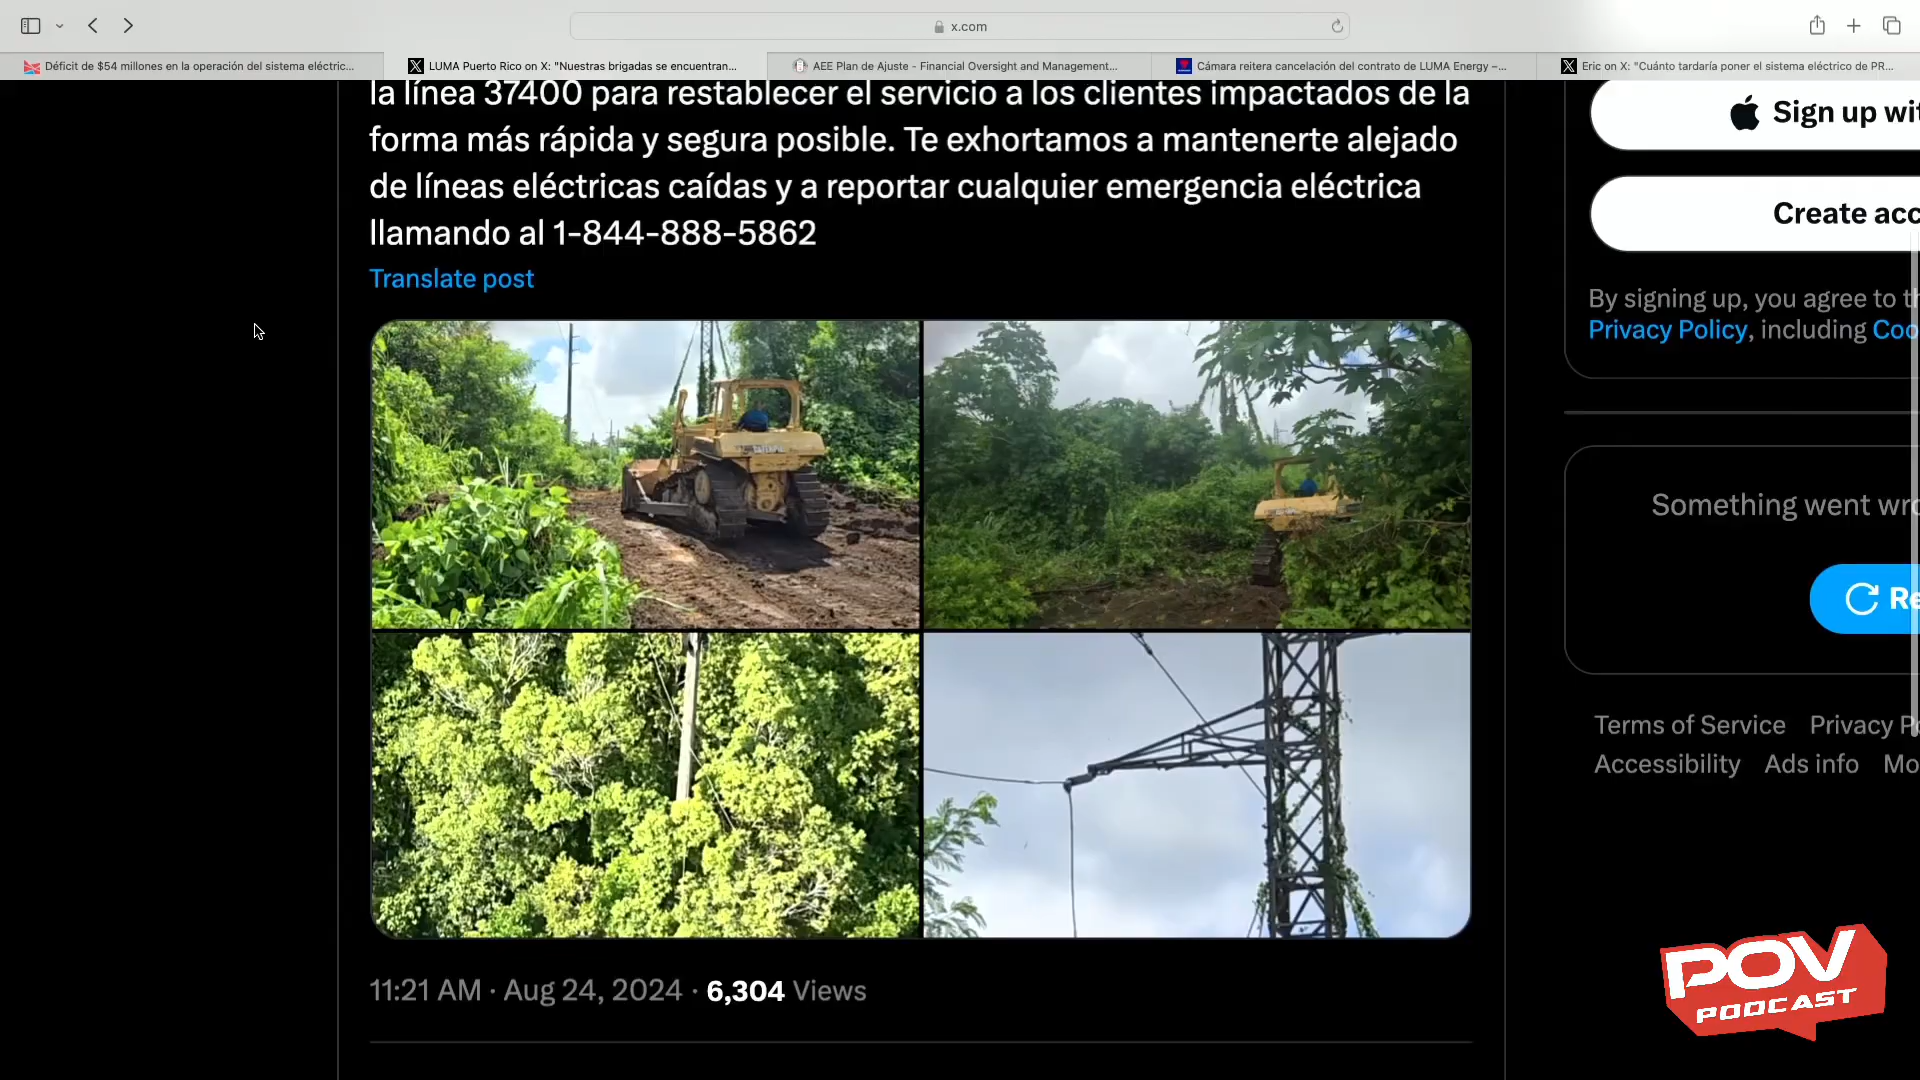 x.com
Déficit de $54 millones en la operación del sistema eléctric...
LUMA Puerto Rico on X: "Nuestras brigadas se encuentran...
AEE Plan de Ajuste - Financial Oversight and Management...
Cámara reitera cancelación del contrato de LUMA Energy –...
Eric on X: "Cuánto tardaría poner el sistema eléctrico de PR...
la línea 37400 para restablecer el servicio a los clientes impactados de la
forma más rápida y segura posible. Te exhortamos a mantenerte alejado
de líneas eléctricas caídas y a reportar cualquier emergencia eléctrica
llamando al 1-844-888-5862
Translate post
11:21 AM · Aug 24, 2024 · 6,304 Views
Sign up wit
Create acc
By signing up, you agree to th
Privacy Policy, including Coo
Something went wro
Re
Terms of Service Privacy Po
Accessibility Ads info Mo
POV
PODCAST